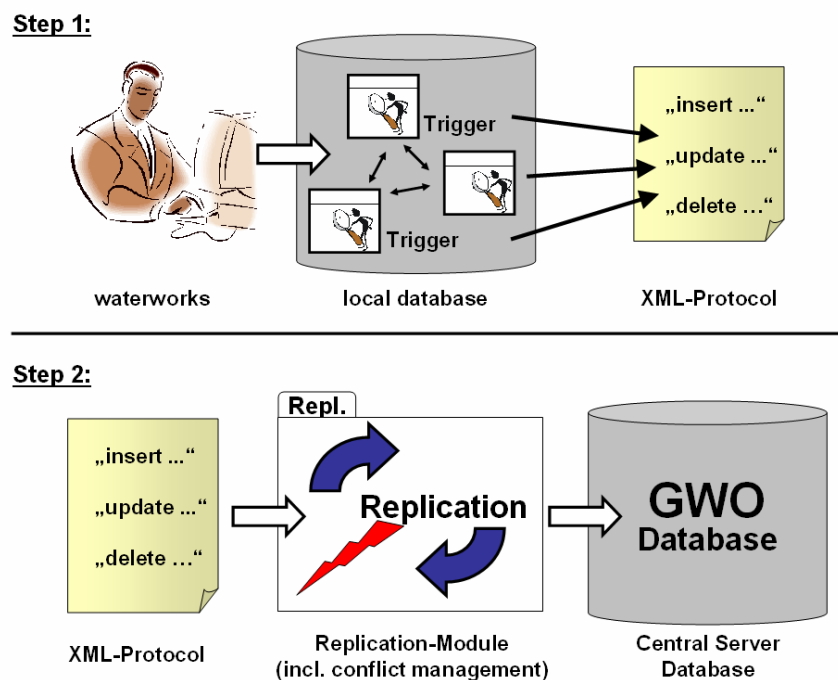 Step 1:
Trigger
Trigger
„insert ...“
„update ...“
„delete ...“
waterworks
local database
XML-Protocol
Step 2:
„insert ...“
„update ...“
„delete ...“
Repl.
Replication
GWO
Database
XML-Protocol
Replication-Module
(incl. conflict management)
Central Server
Database